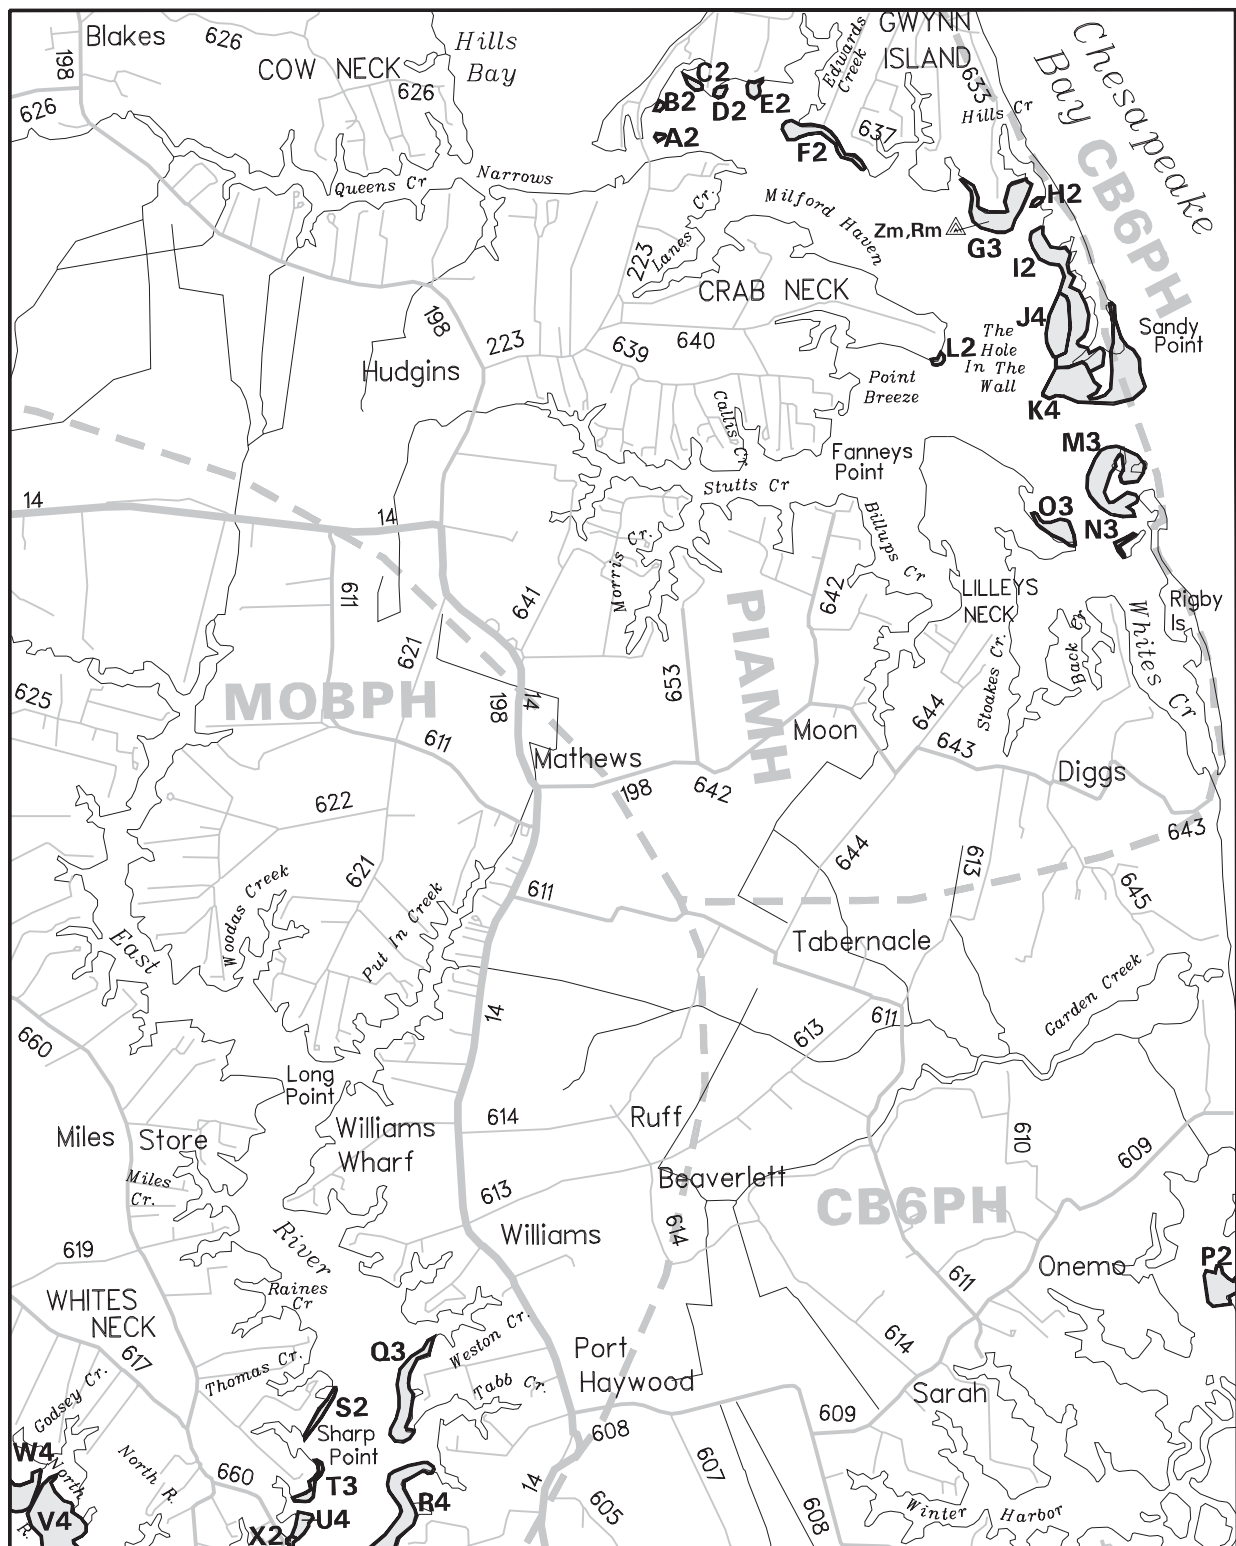 Blakes
626
198
COW NECK
626
626
Hills
Bay
GWYNN
ISLAND
Edwards
Creek
633
Hills Cr
637
Chesapeake
Bay
CB6PH
C2
B2
D2
E2
A2
F2
H2
Queens Cr
Narrows
Lanes Cr.
223
Milford Haven
Zm,Rm
G3
I2
CRAB NECK
J4
198
223
639
640
L2
The
Hole
In The
Wall
Sandy
Point
Hudgins
Point
Breeze
K4
Callis Cr
Fanneys
Point
M3
Stutts Cr
14
14
Billups Cr
O3
N3
Morris Cr.
611
641
642
LILLEYS
NECK
Rigby
Is.
PIAMH
621
Back Cr
Whites Cr
Stoakes Cr.
625
MOBPH
198
14
653
644
611
Moon
643
Mathews
Diggs
622
198
642
643
644
613
621
611
645
Woodas Creek
Put In Creek
East
Tabernacle
Garden Creek
14
613
611
660
Long
Point
614
Ruff
Miles Store
Williams
Wharf
610
609
Miles
Cr.
Beaverlett
613
CB6PH
River
Williams
614
619
P2
Onemo
611
Raines
Cr
WHITES
NECK
Weston Cr.
614
617
Q3
Port
Haywood
Thomas Cr.
Tabb Cr.
Sarah
Godsey Cr.
S2
609
Sharp
Point
608
W4
North R.
North
R.
660
T3
607
14
R4
605
608
Winter Harbor
V4
U4
X2